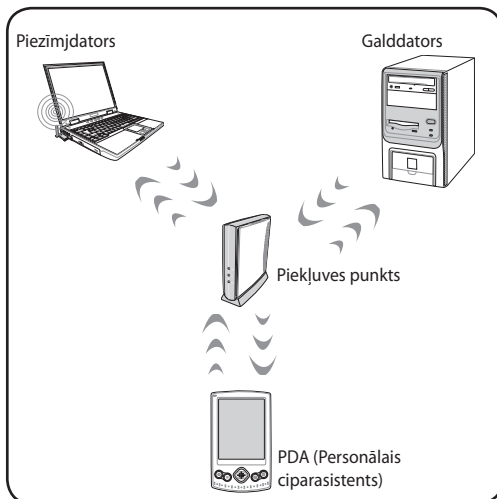 Piezīmjdators
Galddators
Piekļuves punkts
PDA (Personālais
ciparasistents)